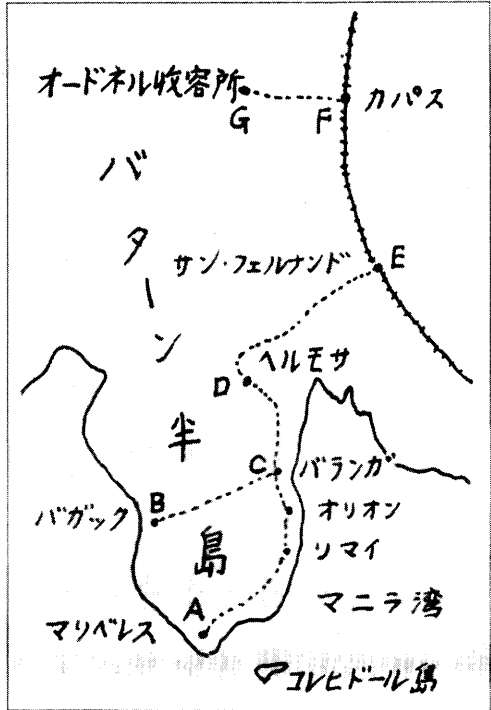 オードネル収容所
G
F
カパス
バターン半島
サン・フェルナンド
E
ヘルモサ
D
C
バランガ
B
バガック
オリオン
リマイ
A
マリベレス
マニラ湾
コレヒドール島